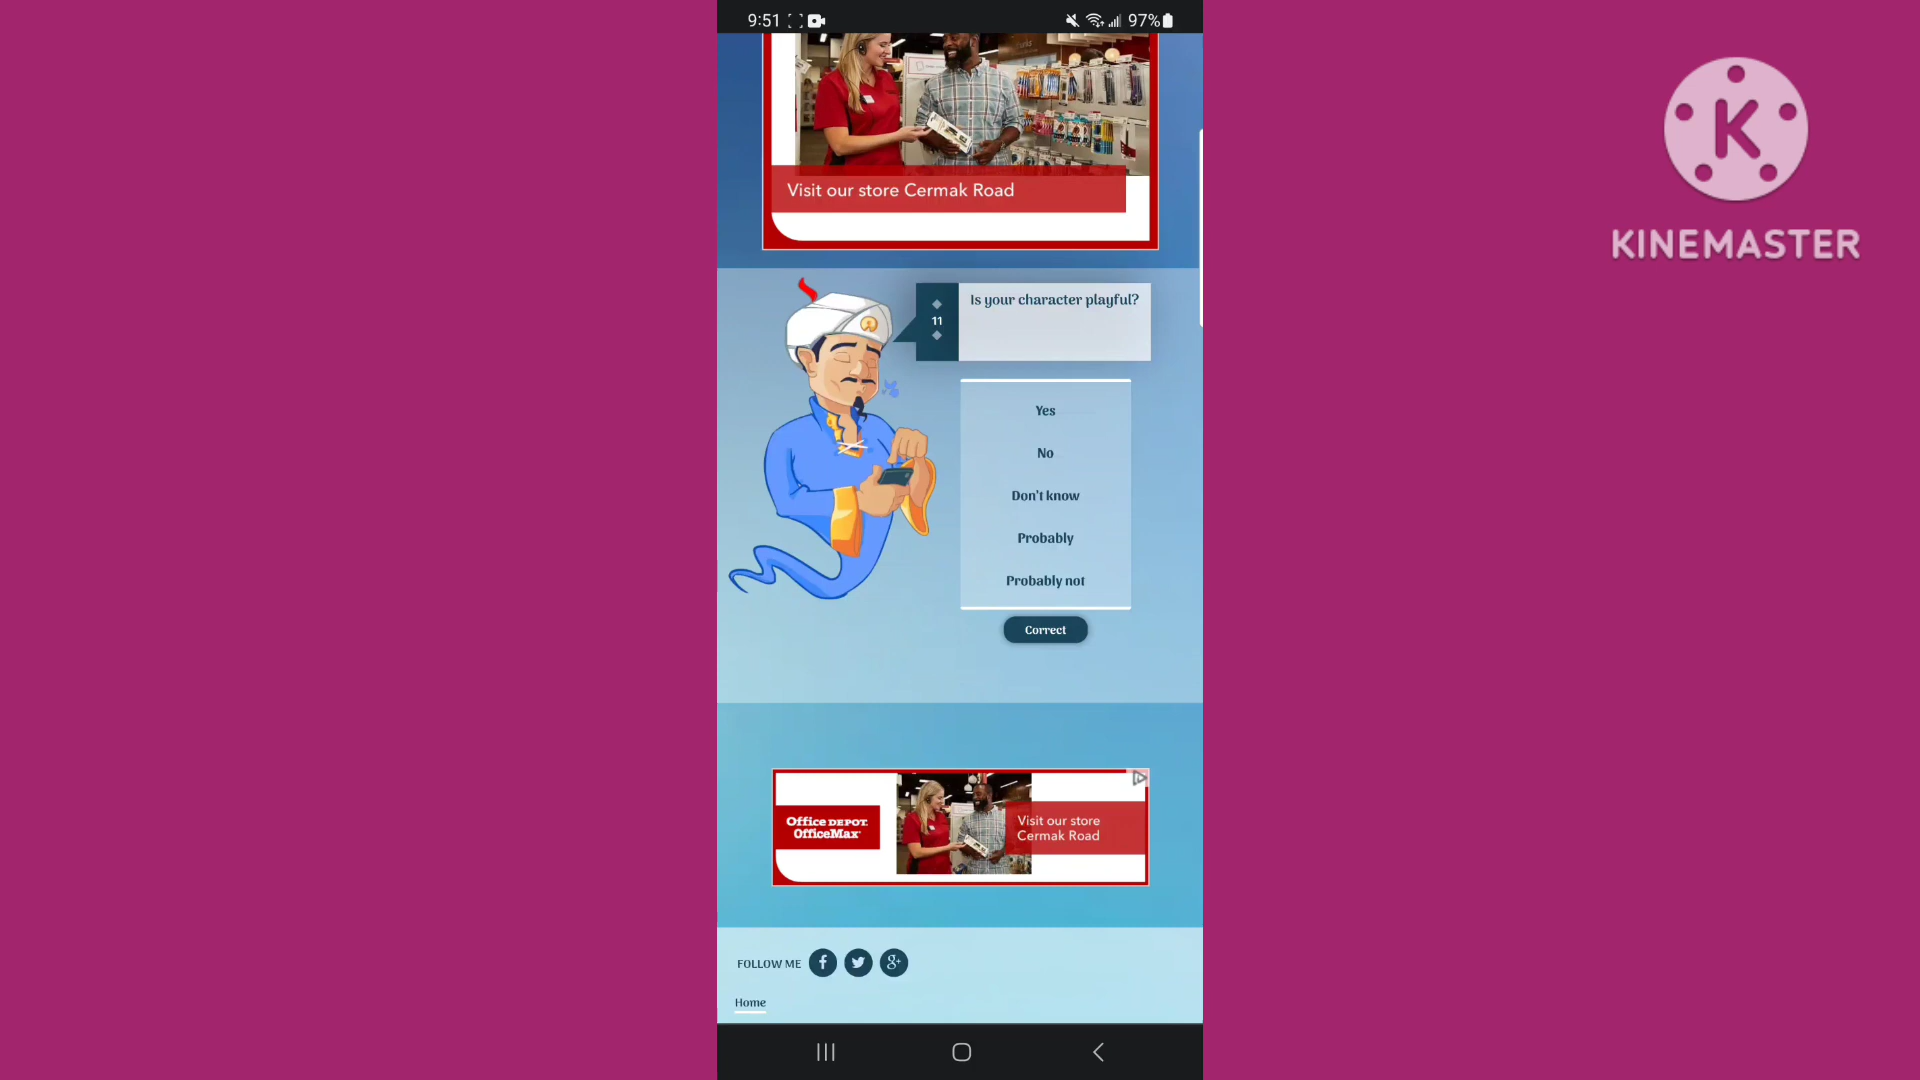 9:51
97%
Visit our store Cermak Road
KINEMASTER
11
Is your character playful?
Yes
No
Don't know
Probably
Probably not
Correct
Office DEPOT.
OfficeMax
Visit our store
Cermak Road
FOLLOW ME
Home